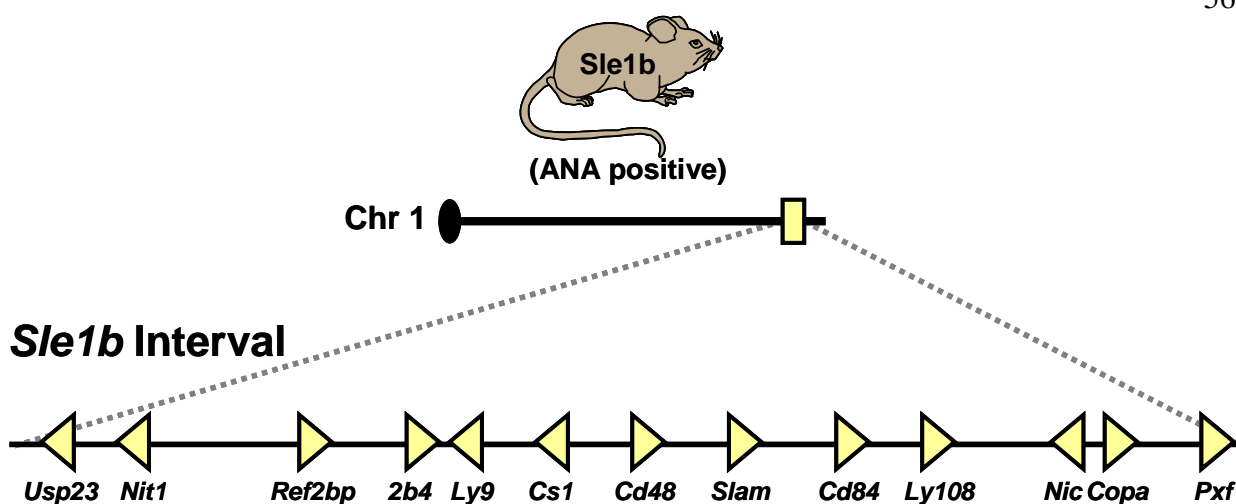 Sle1b
(ANA positive)
Chr 1
Sle1b Interval
Usp23 Nit1 Ref2bp 2b4 Ly9 Cs1 Cd48 Slam Cd84 Ly108 Nic Copa Pxf